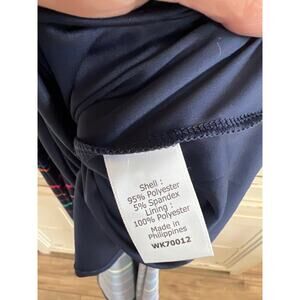 Shell :
95% Polyester
5% Spandex
Lining :
100% Polyester
Made in
Philippines
WK70012